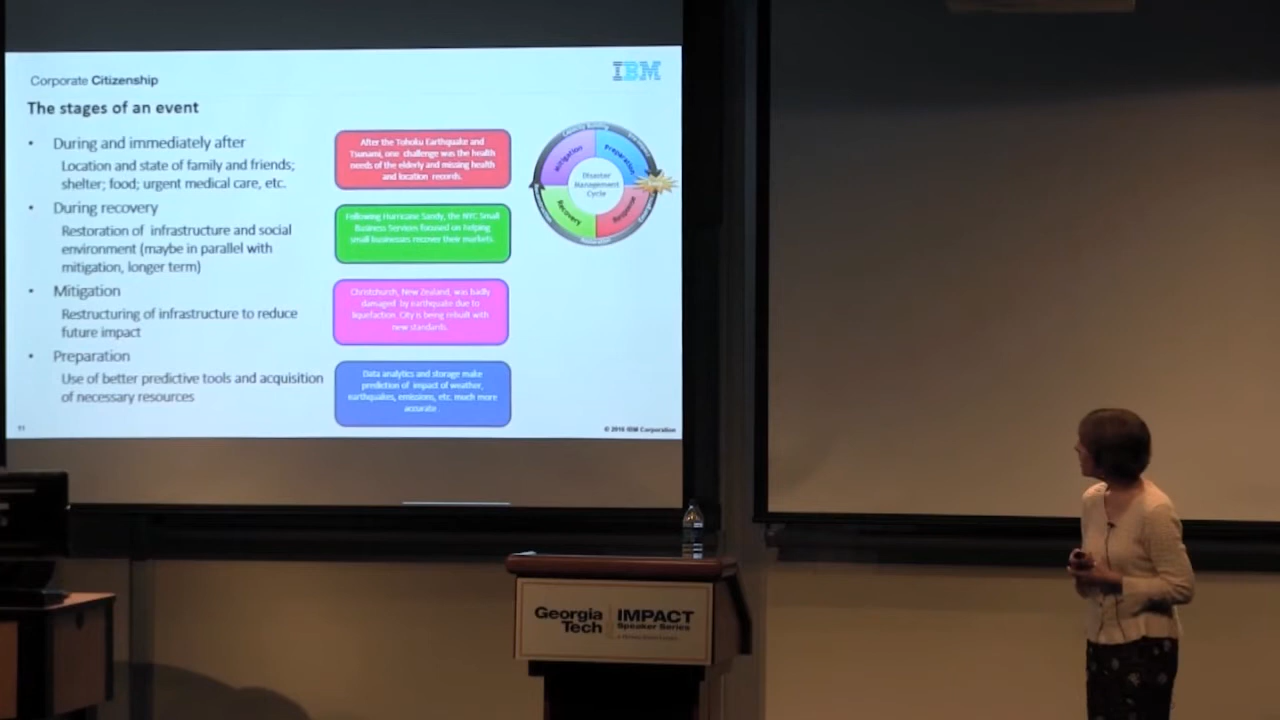 Corporate Citizenship
IBM
The stages of an event
• During and immediately after
Location and state of family and friends;
shelter; food; urgent medical care, etc.
• During recovery
Restoration of infrastructure and social
environment (maybe in parallel with
mitigation, longer term)
• Mitigation
Restructuring of infrastructure to reduce
future impact
• Preparation
Use of better predictive tools and acquisition
of necessary resources
After the Tohoku Earthquake and
Tsunami, one challenge was the health
needs of the elderly and missing health
and location records.
Following Hurricane Sandy, the NYC Small
Business Services focused on helping
small businesses recover their markets.
Christchurch, New Zealand, was badly
damaged by earthquake due to
liquefaction. City is being rebuilt with
new standards.
Data analytics and storage make
prediction of impact of weather,
earthquakes, emissions, etc. much more
accurate.
Mitigation
Preparation
Disaster
Management
Cycle
Recovery
Response
11
© 2016 IBM Corporation
Georgia
Tech
IMPACT
Speaker Series